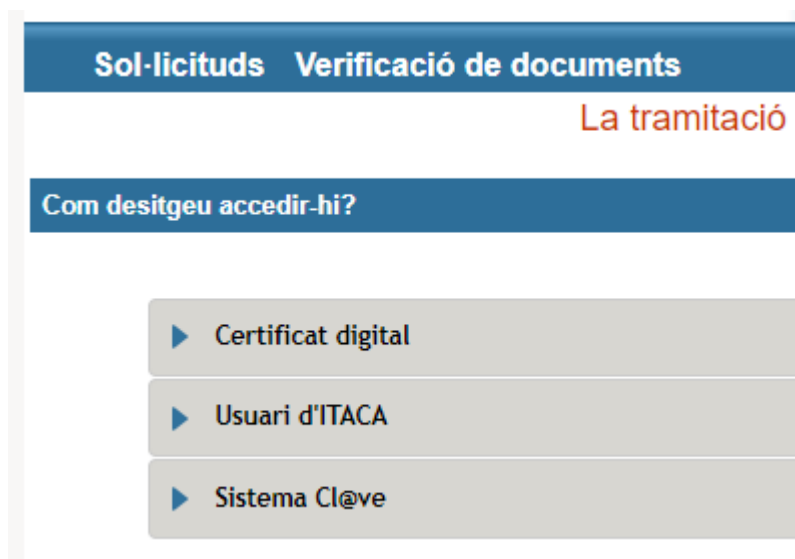 Sol·licituds Verificació de documents
La tramitació
Com desitgeu accedir-hi?
Certificat digital
Usuari d'ITACA
Sistema Cl@ve